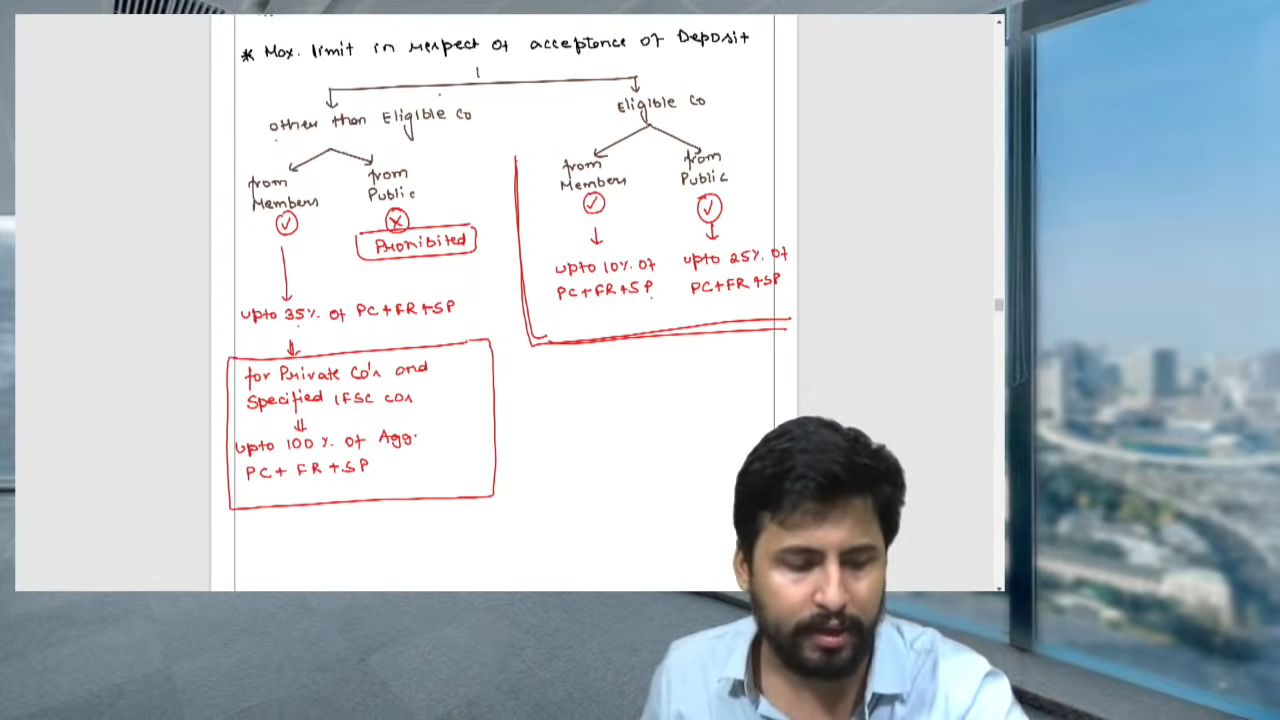 * Max. limit in respect of acceptance of Deposit
other than Eligible Co
from Members
from Public
Prohibited
upto 35% of PC+FR+SP
for Private Co's and
Specified IFSC cos
upto 100% of Agg.
PC+ FR +SP
Eligible Co
from Members
from Public
upto 10% of
PC+FR+SP.
upto 25% of
PC+FR+SP